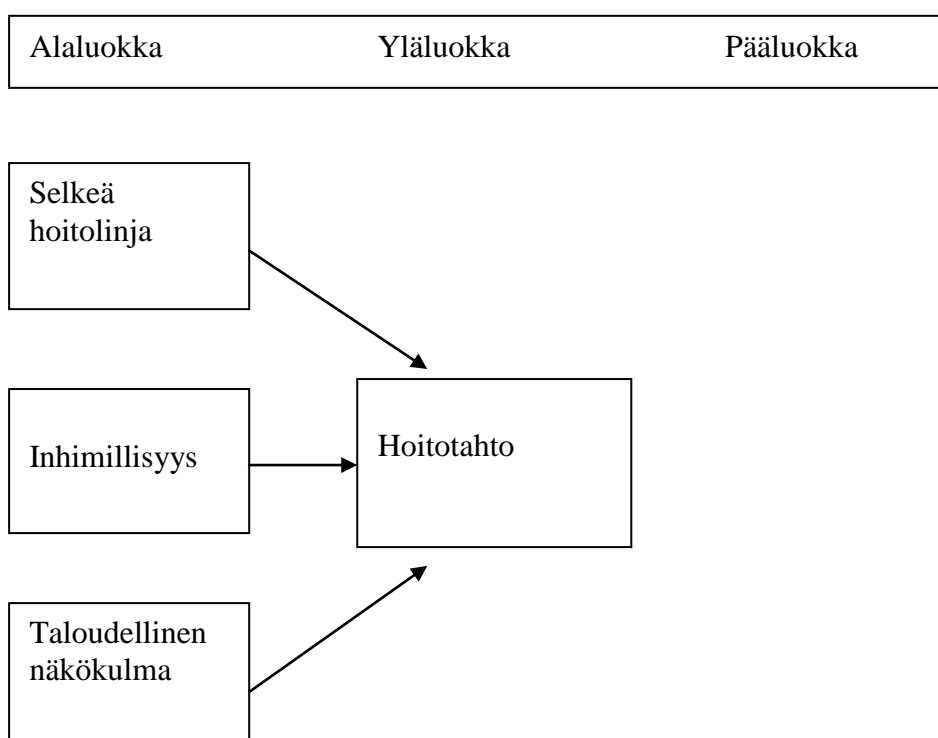 Alaluokka Yläluokka Pääluokka
Selkeä
hoitolinja
Inhimillisyys
Hoitotahto
Taloudellinen
näkökulma